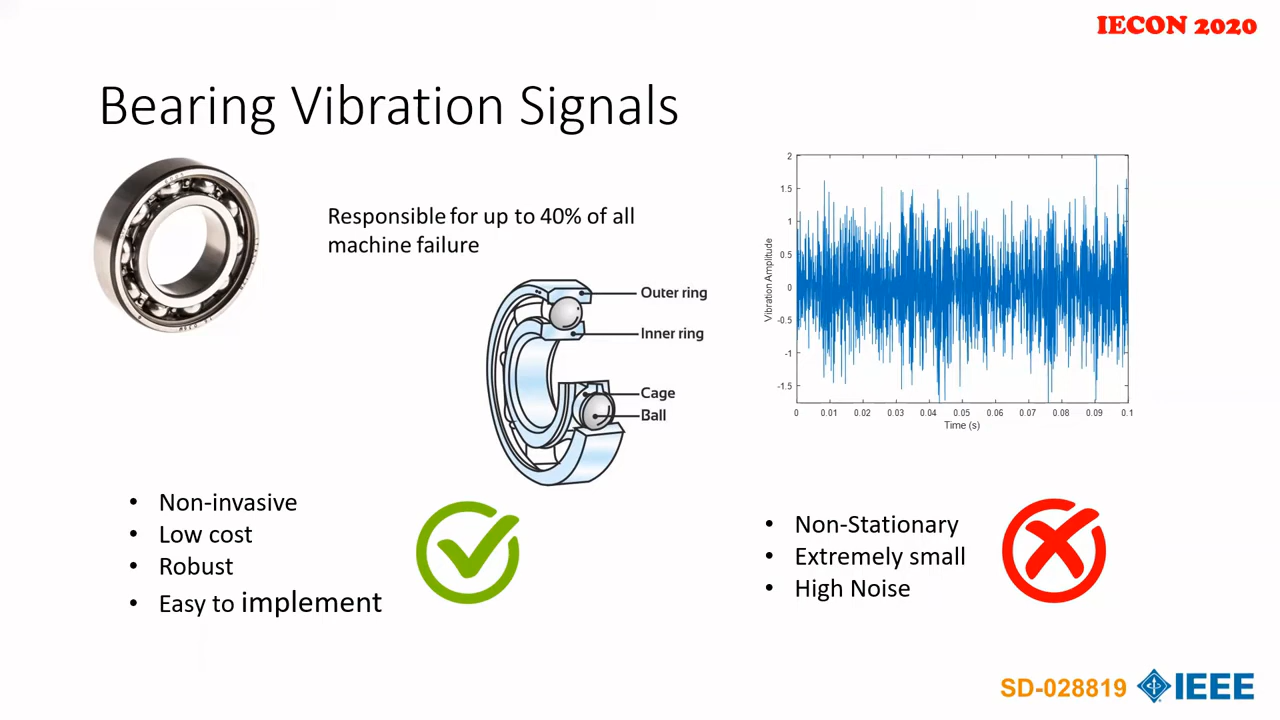 IECON 2020
Bearing Vibration Signals
Responsible for up to 40% of all
machine failure
Outer ring
Inner ring
Cage
Ball
2
1.5
1
0.5
0
-0.5
-1
-1.5
Vibration Amplitude
0
0.01
0.02
0.03
0.04
0.05
0.06
0.07
0.08
0.09
0.1
Time (s)
• Non-invasive
• Low cost
• Robust
• Easy to implement
• Non-Stationary
• Extremely small
• High Noise
SD-028819
IEEE